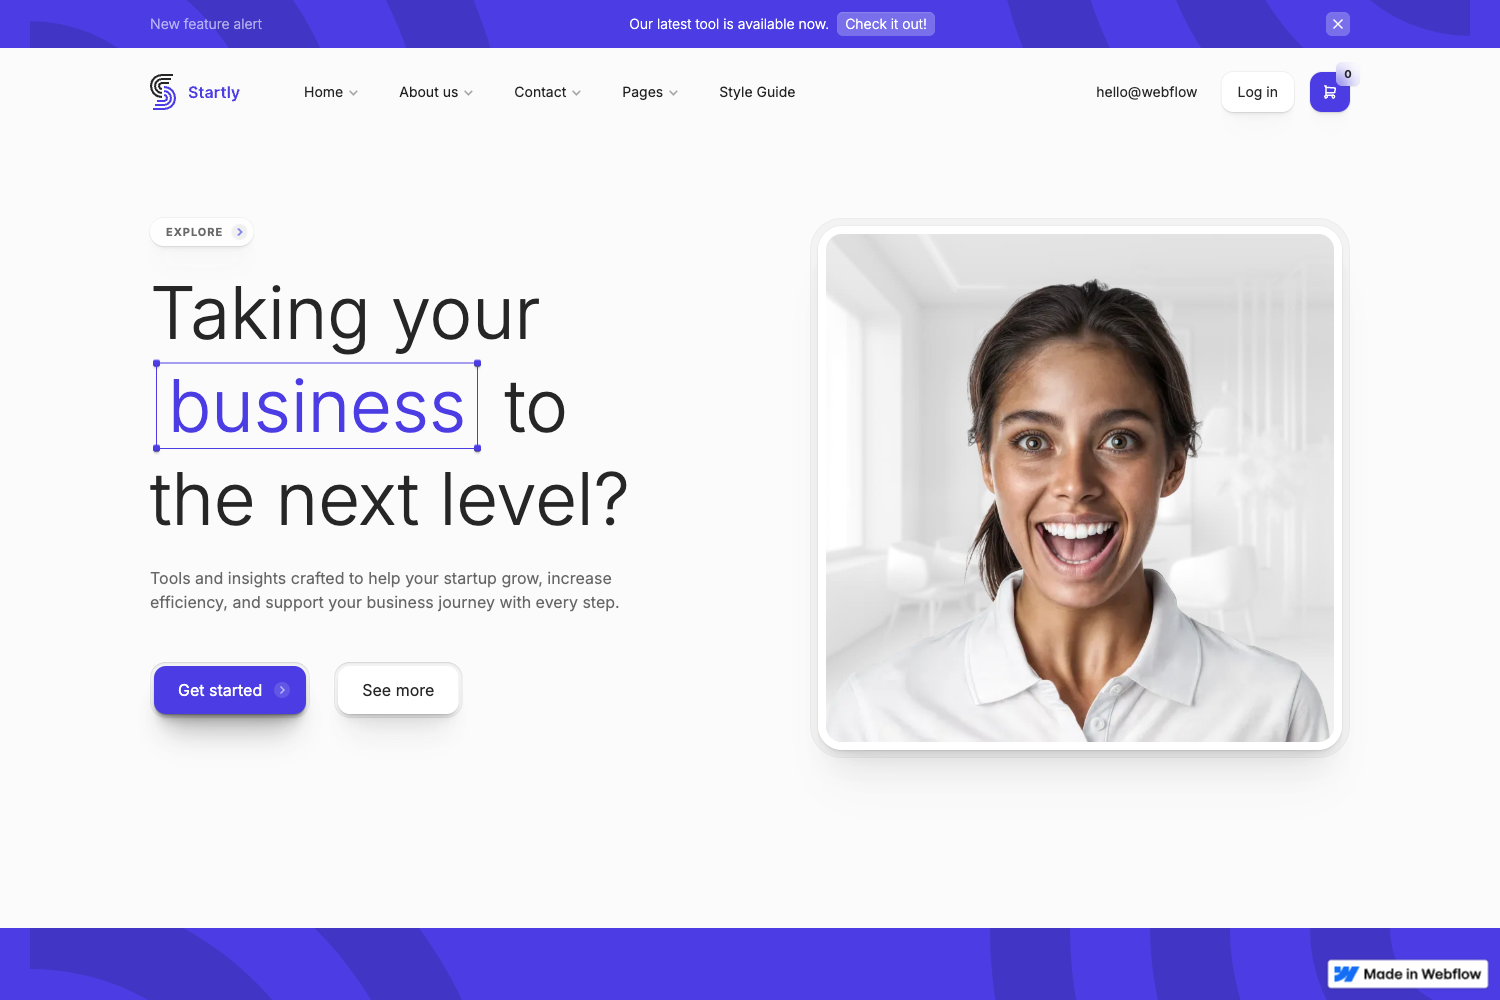 New feature alert
Our latest tool is available now. Check it out!
Startly
Home
About us
Contact
Pages
Style Guide
hello@webflow
Log in
0
EXPLORE
Taking your
business to
the next level?
Tools and insights crafted to help your startup grow, increase
efficiency, and support your business journey with every step.
Get started
See more
Made in Webflow